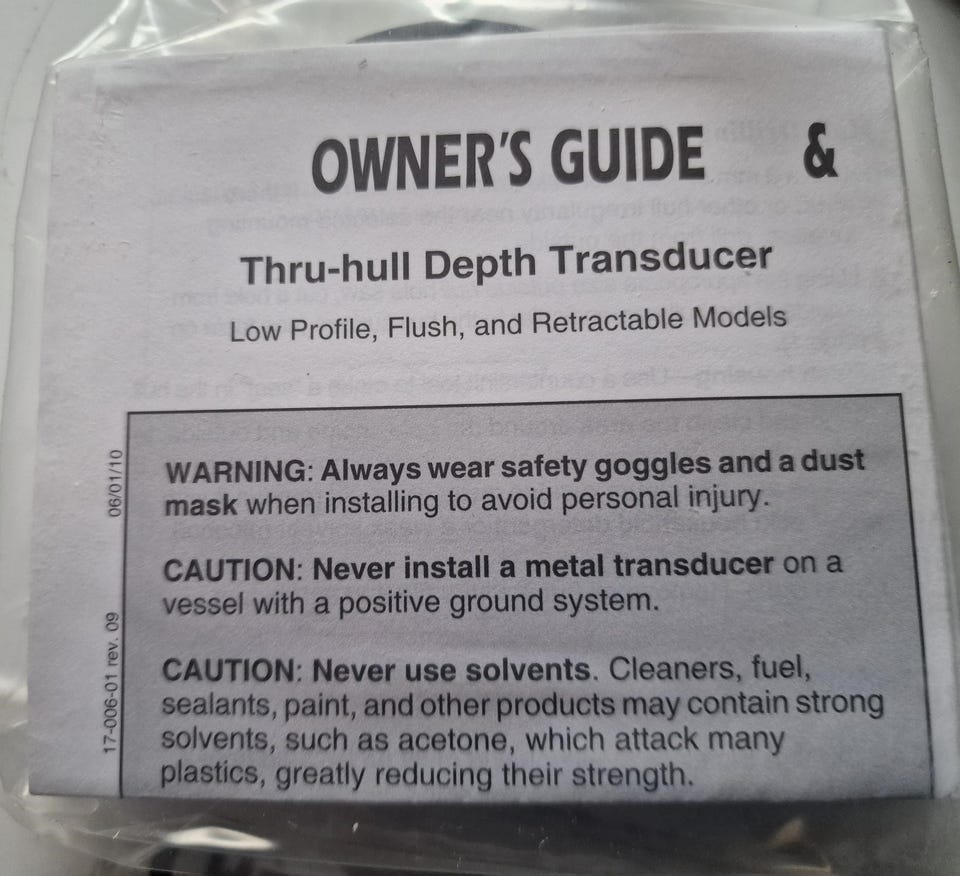 OWNER'S GUIDE &
Thru-hull Depth Transducer
Low Profile, Flush, and Retractable Models
06/01/10
17-006-01 rev. 09
WARNING: Always wear safety goggles and a dust
mask when installing to avoid personal injury.
CAUTION: Never install a metal transducer on a
vessel with a positive ground system.
CAUTION: Never use solvents. Cleaners, fuel,
sealants, paint, and other products may contain strong
solvents, such as acetone, which attack many
plastics, greatly reducing their strength.